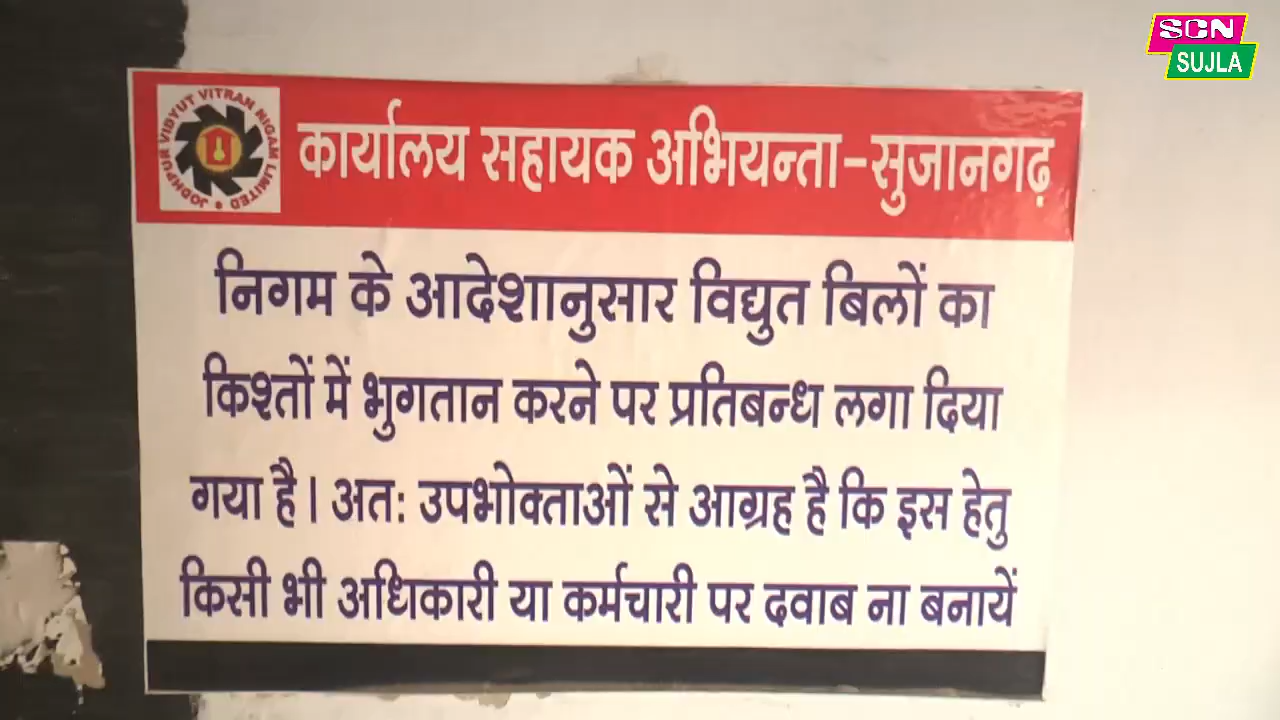 SCN
SUJLA
JODHPUR VIDYUT VITRAN NIGAM LIMITED
कार्यालय सहायक अभियन्ता-सुजानगढ़
निगम के आदेशानुसार विद्युत बिलों का
किश्तों में भुगतान करने पर प्रतिबन्ध लगा दिया
गया है। अतः उपभोक्ताओं से आग्रह है कि इस हेतु
किसी भी अधिकारी या कर्मचारी पर दवाब ना बनायें